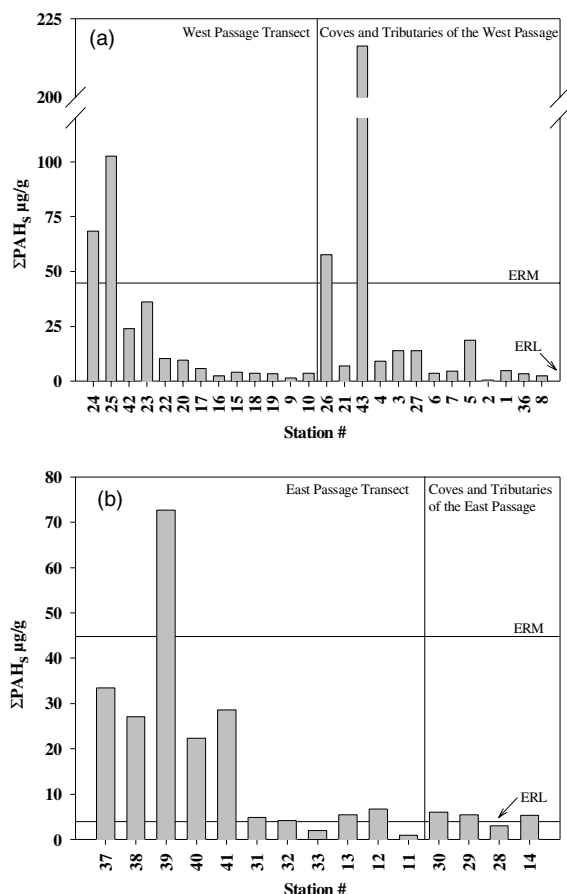 225
(a)
West Passage Transect
Coves and Tributaries of the West Passage
200
100
75
50
25
0
ΣPAHs µg/g
ERM
ERL
24 25 42 23 22 20 17 16 15 18 19 9 10 26 21 43 4 3 27 6 7 5 2 1 36 8
Station #
80
(b)
East Passage Transect
Coves and Tributaries
of the East Passage
70
60
50
40
30
20
10
0
ΣPAHs µg/g
ERM
ERL
37 38 39 40 41 31 32 33 13 12 11 30 29 28 14
Station #